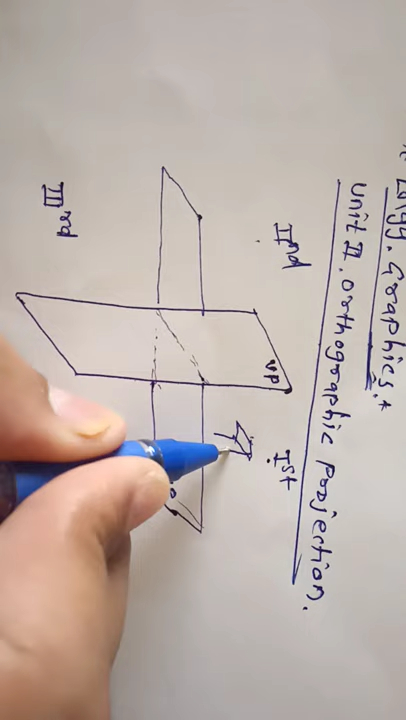 Engg. Graphics.*
Unit II. Orthographic Projection.
IInd
Ist
IIIrd
VP